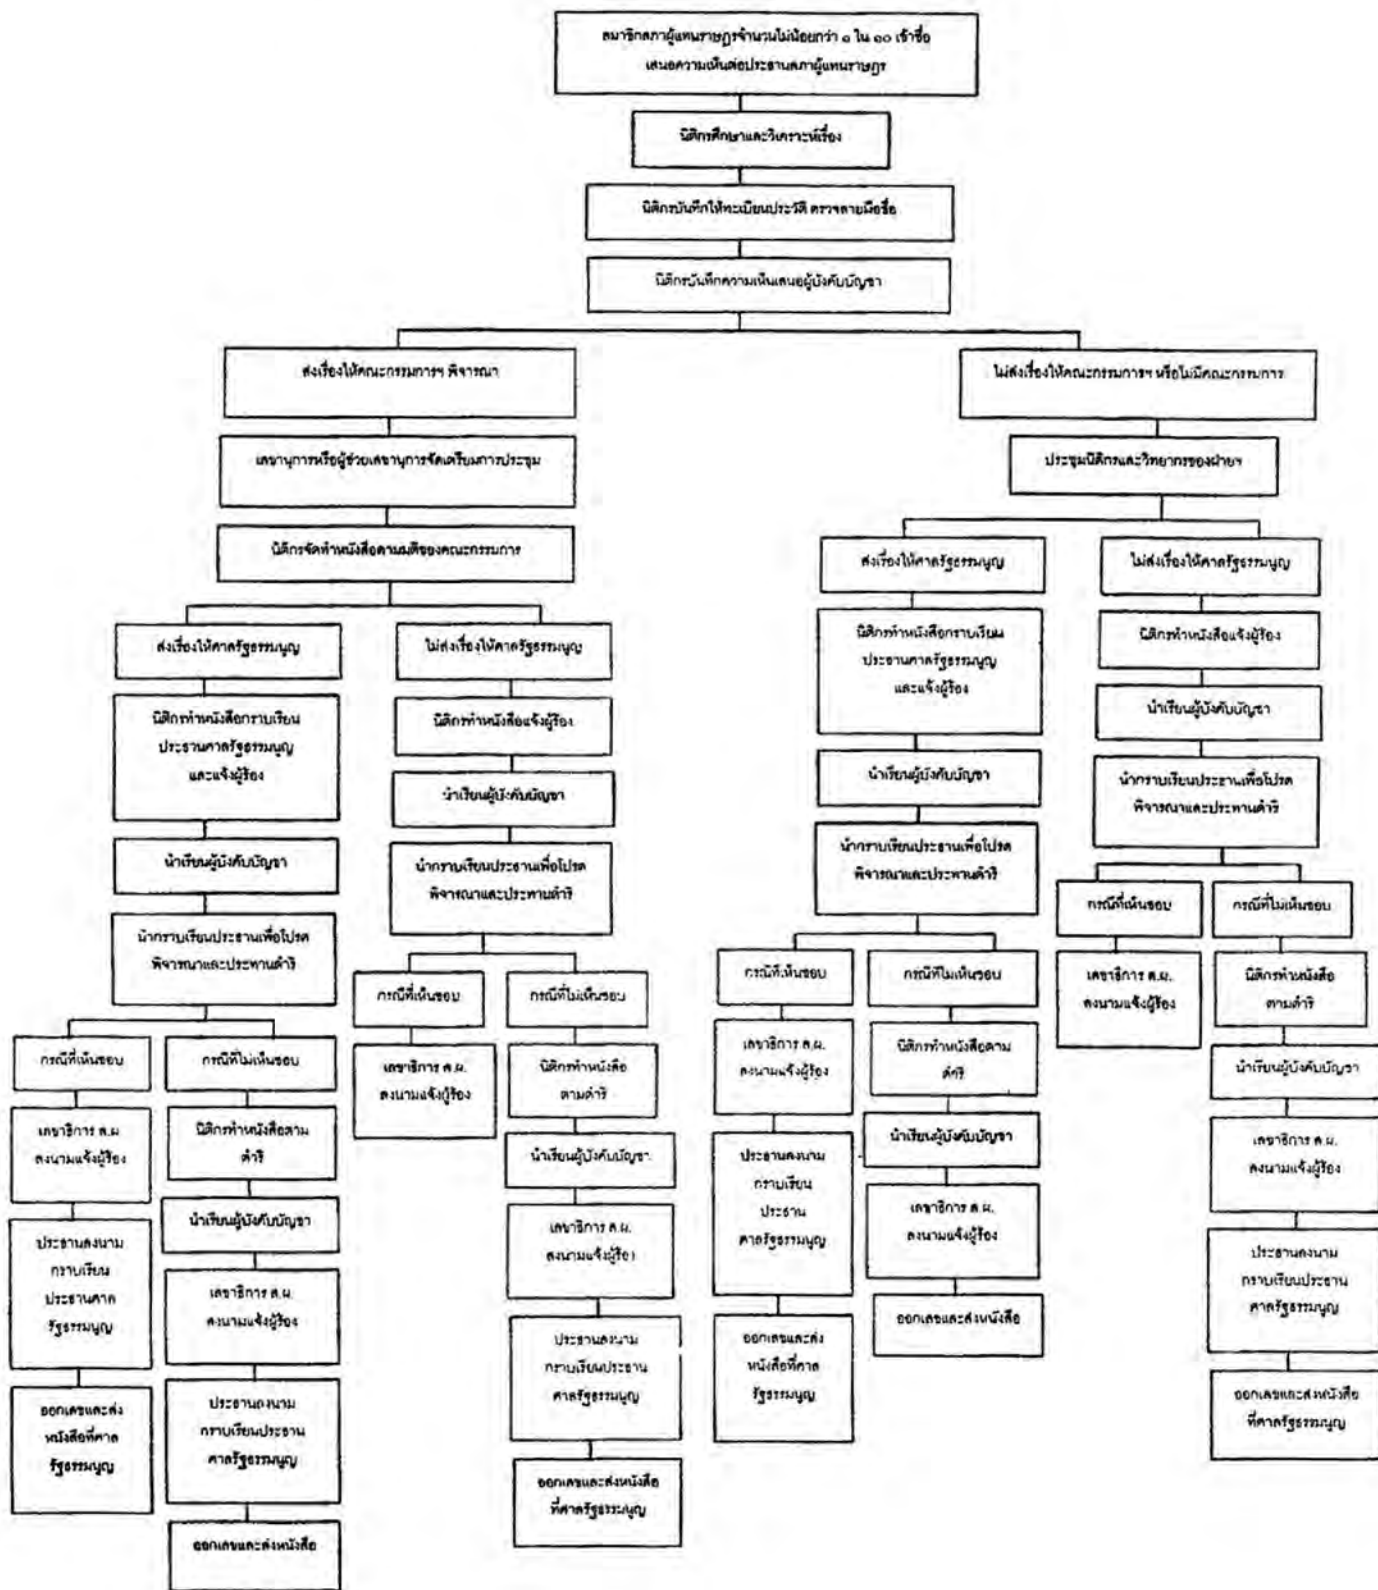 สมาชิกสภาผู้แทนราษฎรจำนวนไม่น้อยกว่า ๑ ใน ๑๐ เข้าชื่อ
เสนอความเห็นต่อประธานสภาผู้แทนราษฎร
นิติกรศึกษาและวิเคราะห์เรื่อง
นิติกรบันทึกให้ทะเบียนประวัติ ตรวจลายมือชื่อ
นิติกรบันทึกความเห็นเสนอผู้บังคับบัญชา
ส่งเรื่องให้คณะกรรมการฯ พิจารณา
เลขานุการหรือผู้ช่วยเลขานุการจัดเตรียมการประชุม
นิติกรจัดทำหนังสือตามมติของคณะกรรมการ
ส่งเรื่องให้ศาลรัฐธรรมนูญ
นิติกรทำหนังสือกราบเรียน
ประธานศาลรัฐธรรมนูญ
และแจ้งผู้ร้อง
นำเรียนผู้บังคับบัญชา
นำกราบเรียนประธานเพื่อโปรด
พิจารณาและประทานดำริ
กรณีที่เห็นชอบ
เลขาธิการ ส.ผ
ลงนามแจ้งผู้ร้อง
ประธานลงนาม
กราบเรียน
ประธานศาล
รัฐธรรมนูญ
ออกเลขและส่ง
หนังสือที่ศาล
รัฐธรรมนูญ
กรณีที่ไม่เห็นชอบ
นิติกรทำหนังสือตาม
ดำริ
นำเรียนผู้บังคับบัญชา
เลขาธิการ ส.ผ.
ลงนามแจ้งผู้ร้อง
ประธานลงนาม
กราบเรียนประธาน
ศาลรัฐธรรมนูญ
ออกเลขและส่งหนังสือ
ไม่ส่งเรื่องให้ศาลรัฐธรรมนูญ
นิติกรทำหนังสือแจ้งผู้ร้อง
นำเรียนผู้บังคับบัญชา
นำกราบเรียนประธานเพื่อโปรด
พิจารณาและประทานดำริ
กรณีที่เห็นชอบ
เลขาธิการ ส.ผ.
ลงนามแจ้งผู้ร้อง
กรณีที่ไม่เห็นชอบ
นิติกรทำหนังสือ
ตามดำริ
นำเรียนผู้บังคับบัญชา
เลขาธิการ ส.ผ.
ลงนามแจ้งผู้ร้อง
ประธานลงนาม
กราบเรียนประธาน
ศาลรัฐธรรมนูญ
ออกเลขและส่งหนังสือ
ที่ศาลรัฐธรรมนูญ
ไม่ส่งเรื่องให้คณะกรรมการฯ หรือไม่มีคณะกรรมการ
ประชุมนิติกรและวิทยากรของฝ่ายฯ
ส่งเรื่องให้ศาลรัฐธรรมนูญ
นิติกรทำหนังสือกราบเรียน
ประธานศาลรัฐธรรมนูญ
และแจ้งผู้ร้อง
นำเรียนผู้บังคับบัญชา
นำกราบเรียนประธานเพื่อโปรด
พิจารณาและประทานดำริ
กรณีที่เห็นชอบ
เลขาธิการ ส.ผ.
ลงนามแจ้งผู้ร้อง
ประธานลงนาม
กราบเรียน
ประธาน
ศาลรัฐธรรมนูญ
ออกเลขและส่ง
หนังสือที่ศาล
รัฐธรรมนูญ
กรณีที่ไม่เห็นชอบ
นิติกรทำหนังสือตาม
ดำริ
นำเรียนผู้บังคับบัญชา
เลขาธิการ ส.ผ.
ลงนามแจ้งผู้ร้อง
ออกเลขและส่งหนังสือ
ไม่ส่งเรื่องให้ศาลรัฐธรรมนูญ
นิติกรทำหนังสือแจ้งผู้ร้อง
นำเรียนผู้บังคับบัญชา
นำกราบเรียนประธานเพื่อโปรด
พิจารณาและประทานดำริ
กรณีที่เห็นชอบ
เลขาธิการ ส.ผ.
ลงนามแจ้งผู้ร้อง
กรณีที่ไม่เห็นชอบ
นิติกรทำหนังสือ
ตามดำริ
นำเรียนผู้บังคับบัญชา
เลขาธิการ ส.ผ.
ลงนามแจ้งผู้ร้อง
ประธานลงนาม
กราบเรียนประธาน
ศาลรัฐธรรมนูญ
ออกเลขและส่งหนังสือ
ที่ศาลรัฐธรรมนูญ